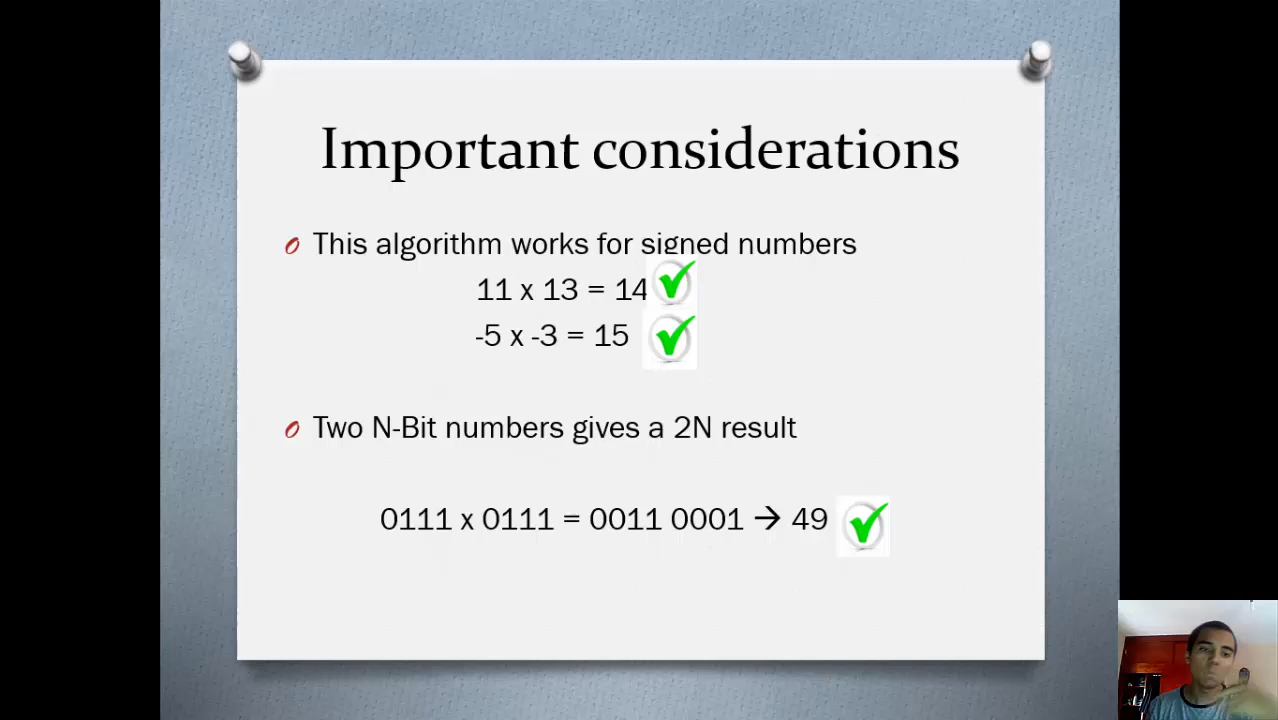 Important considerations
This algorithm works for signed numbers
11 x 13 = 14
-5 x -3 = 15
Two N-Bit numbers gives a 2N result
0111 x 0111 = 0011 0001 → 49